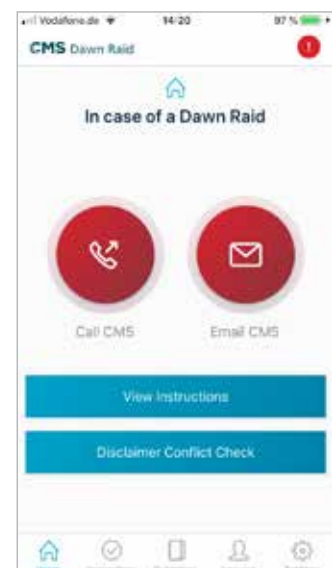 Vodafone.de 14:20 97 %
CMS Dawn Raid
!
In case of a Dawn Raid
Call CMS
Email CMS
View Instructions
Disclaimer Conflict Check